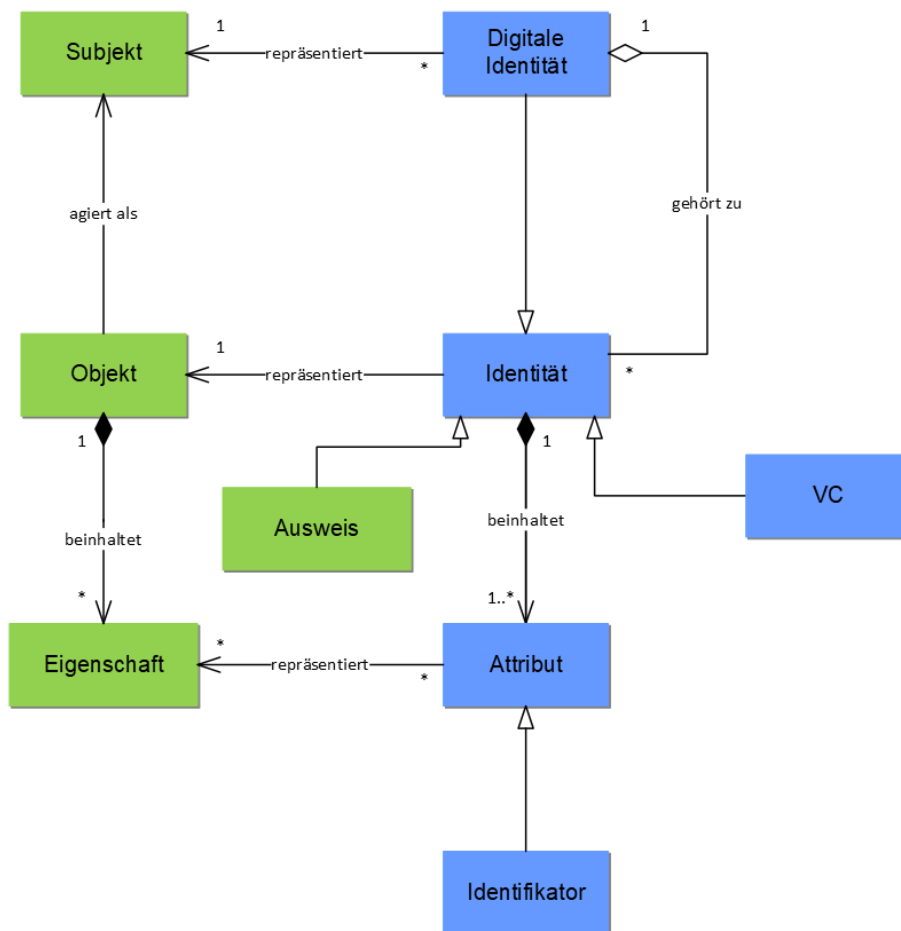 1
1
Subjekt
repräsentiert
Digitale
Identität
*
agiert als
gehört zu
1
Objekt
repräsentiert
Identität
*
1
1
Ausweis
beinhaltet
beinhaltet
VC
*
1..*
*
Eigenschaft
repräsentiert
Attribut
*
Identifikator